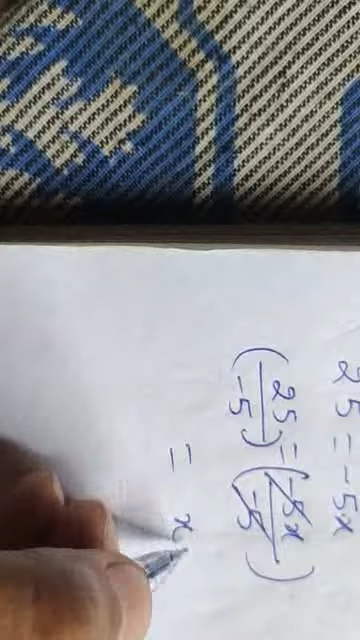 25 = -5x
(25/-5) = (-5x/-5)
= x